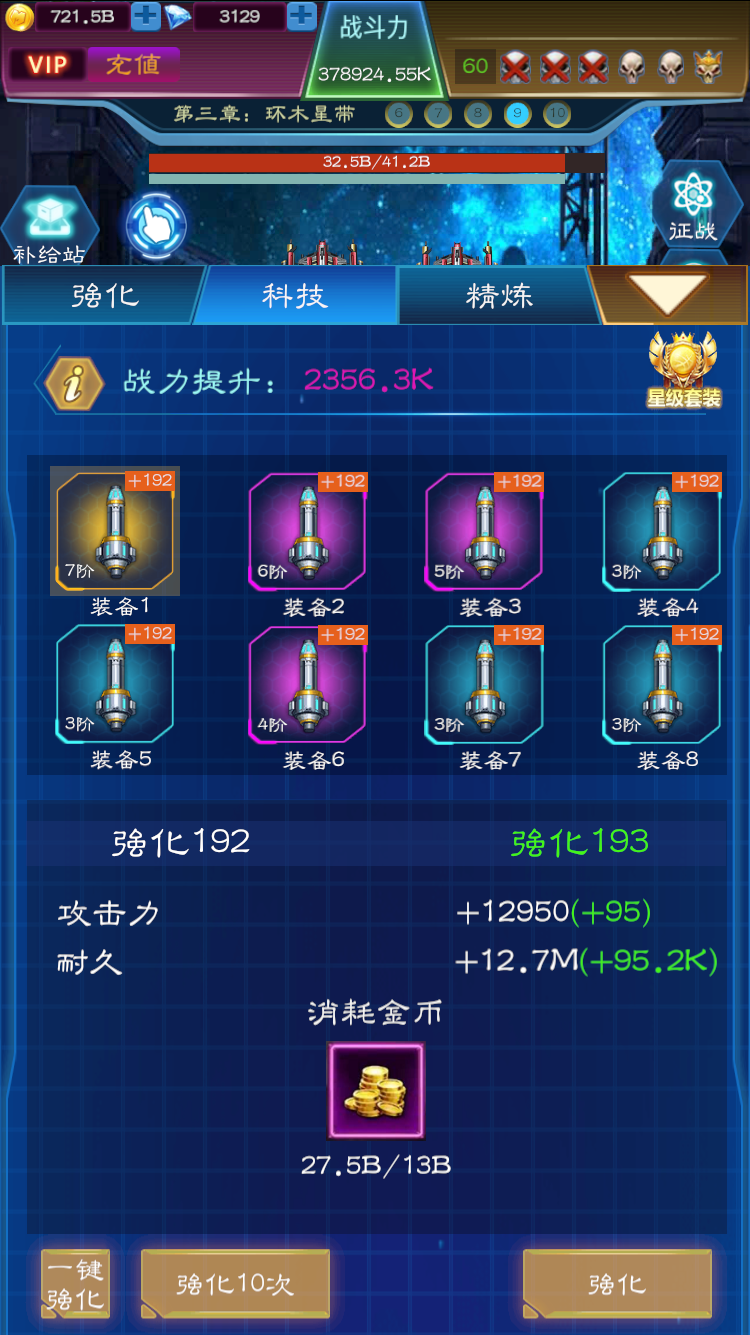 721.5B 3129 战斗力
VIP 充值 378924.55K 60
第三章：环木星带 6 7 8 9 10
32.5B/41.2B
补给站 征战
强化 科技 精炼
战力提升： 2356.3K 星级套装
+192 +192 +192 +192
7阶 6阶 5阶 3阶
装备1 装备2 装备3 装备4
+192 +192 +192 +192
3阶 4阶 3阶 3阶
装备5 装备6 装备7 装备8
强化192 强化193
攻击力 +12950(+95)
耐久 +12.7M(+95.2K)
消耗金币
27.5B/13B
一键
强化 强化10次 强化